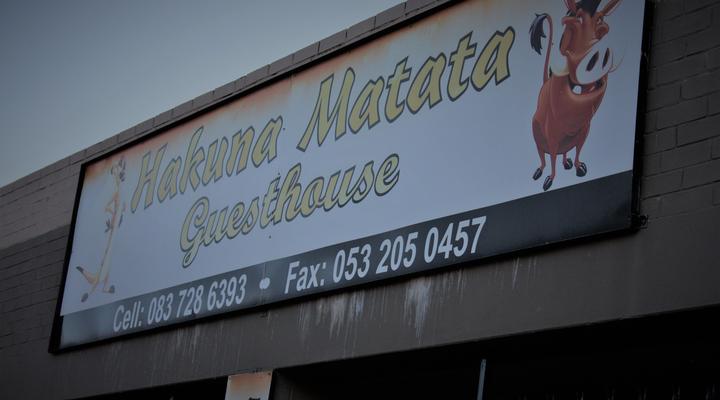 Hakuna Matata
Guesthouse
Cell: 083 728 6393 • Fax: 053 205 0457